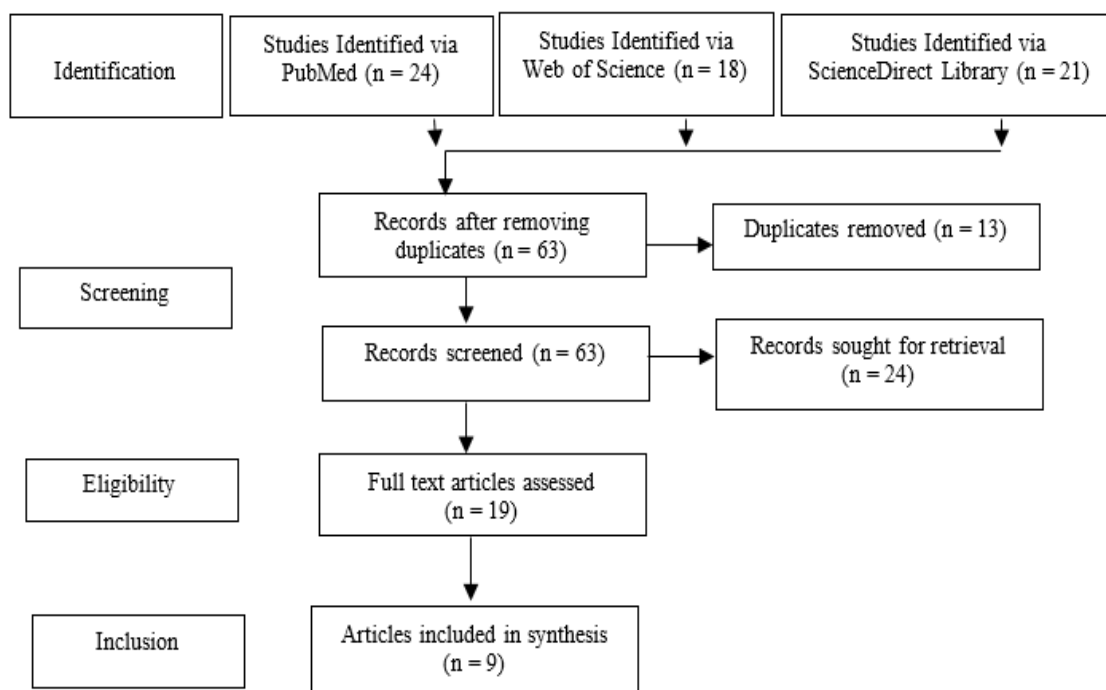 Identification
Studies Identified via
PubMed (n = 24)
Studies Identified via
Web of Science (n = 18)
Studies Identified via
ScienceDirect Library (n = 21)
Records after removing
duplicates (n = 63)
Duplicates removed (n = 13)
Screening
Records screened (n = 63)
Records sought for retrieval
(n = 24)
Eligibility
Full text articles assessed
(n = 19)
Inclusion
Articles included in synthesis
(n = 9)